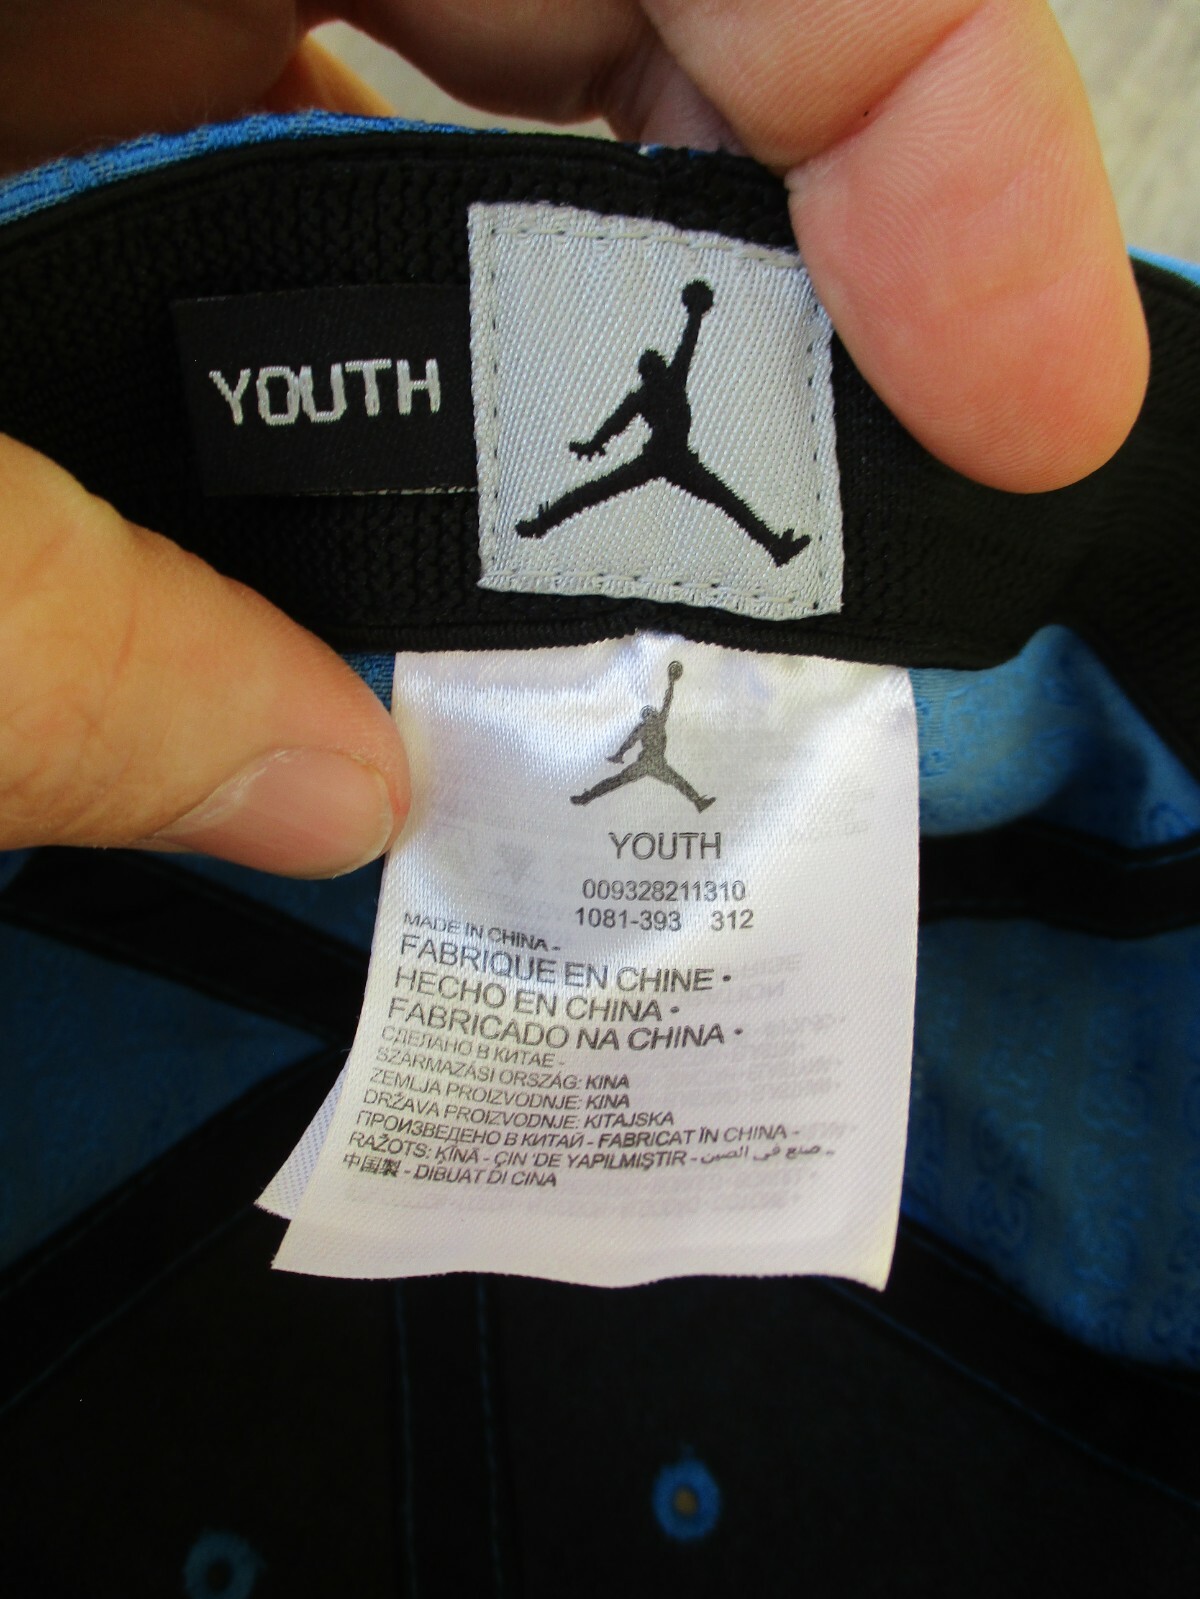 YOUTH
YOUTH
009328211310
1081-393 312
MADE IN CHINA -
FABRIQUE EN CHINE •
HECHO EN CHINA •
FABRICADO NA CHINA •
СДЕЛАНО В КИТАЕ -
SZÁRMAZÁSI ORSZÁG: KINA
ZEMLJA PROIZVODNJE: KINA
DRŽAVA PROIZVODNJE: KITAJSKA
ПРОИЗВЕДЕНО В КИТАЙ - FABRICAT ÎN CHINA -
RAŽOTS: ĶĪNĀ - ÇIN 'DE YAPILMIŞTIR - صنع في الصين -
中国製 - DIBUAT DI CINA